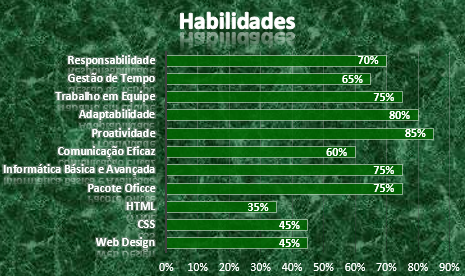 Habilidades
Responsabilidade 70%
Gestão de Tempo 65%
Trabalho em Equipe 75%
Adaptabilidade 80%
Proatividade 85%
Comunicação Eficaz 60%
Informática Básica e Avançada 75%
Pacote Oficce 75%
HTML 35%
CSS 45%
Web Design 45%
0% 10% 20% 30% 40% 50% 60% 70% 80% 90%